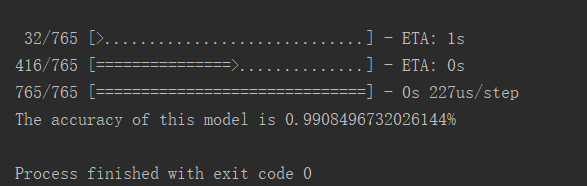 32/765 [>.............................] - ETA: 1s
416/765 [===============>..............] - ETA: 0s
765/765 [==============================] - 0s 227us/step
The accuracy of this model is 0.9908496732026144%
Process finished with exit code 0